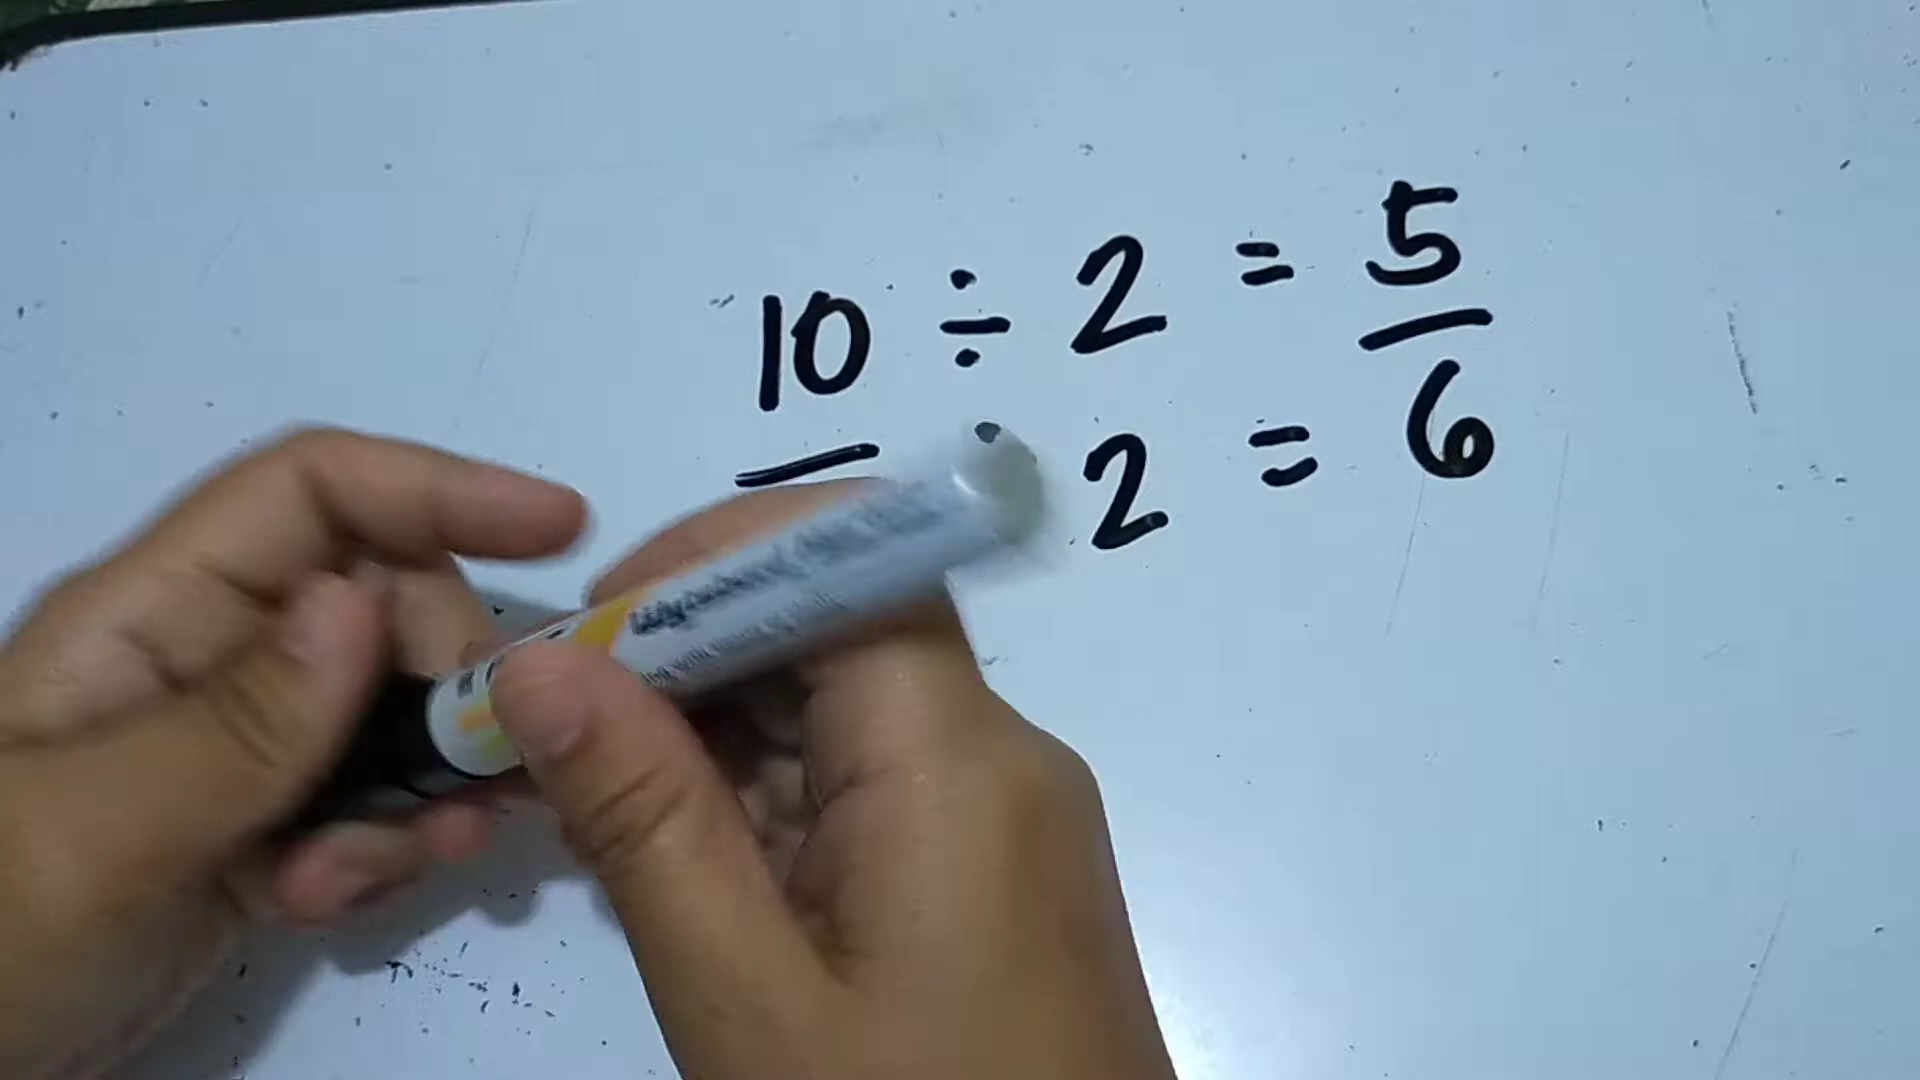 10 ÷ 2 = 5
2 = 6